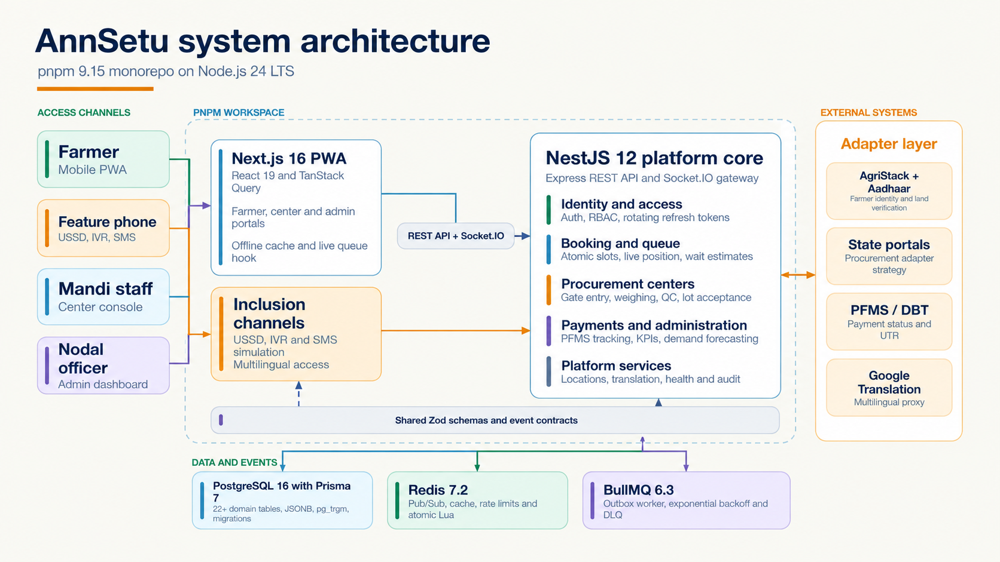 AnnSetu system architecture
pnpm 9.15 monorepo on Node.js 24 LTS
ACCESS CHANNELS
Farmer
Mobile PWA
Feature phone
USSD, IVR, SMS
Mandi staff
Center console
Nodal
officer
Admin dashboard
PNPM WORKSPACE
Next.js 16 PWA
React 19 and TanStack
Query
Farmer, center and admin
portals
Offline cache and live queue
hook
Inclusion
channels
USSD, IVR and SMS
simulation
Multilingual access
REST API + Socket.IO
NestJS 12 platform core
Express REST API and Socket.IO gateway
Identity and access
Auth, RBAC, rotating refresh tokens
Booking and queue
Atomic slots, live position, wait estimates
Procurement centers
Gate entry, weighing, QC, lot acceptance
Payments and administration
PFMS tracking, KPIs, demand forecasting
Platform services
Locations, translation, health and audit
Shared Zod schemas and event contracts
EXTERNAL SYSTEMS
Adapter layer
AgriStack +
Aadhaar
Farmer identity and land
verification
State portals
Procurement adapter
strategy
PFMS / DBT
Payment status and
UTR
Google
Translation
Multilingual proxy
DATA AND EVENTS
PostgreSQL 16 with Prisma
7
22+ domain tables, JSONB, pg_trgm,
migrations
Redis 7.2
Pub/Sub, cache, rate limits and
atomic Lua
BullMQ 6.3
Outbox worker, exponential backoff and
DLQ